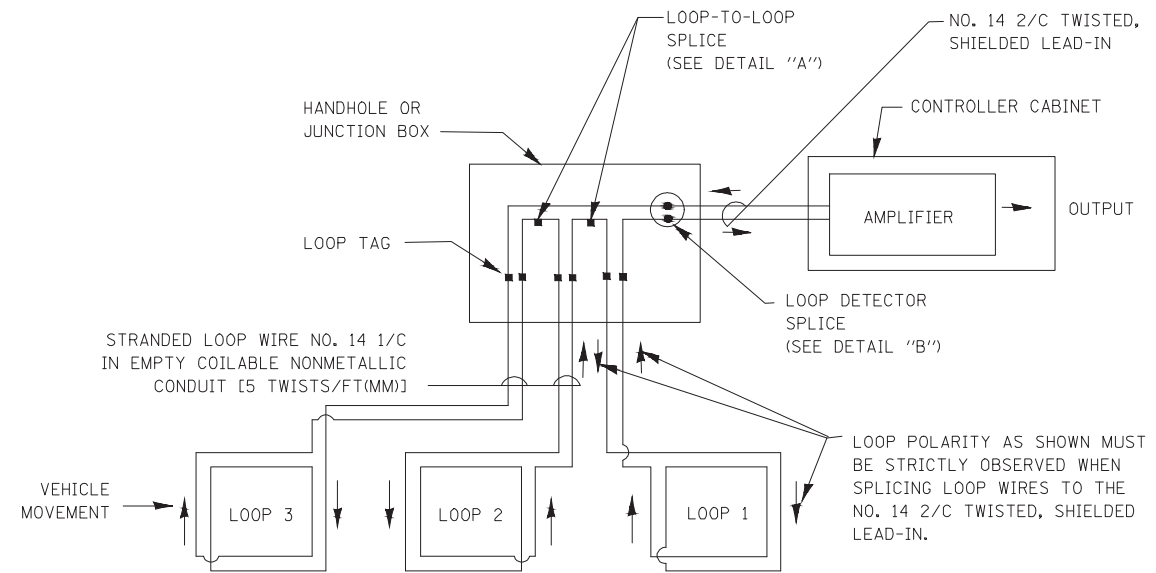 LOOP-TO-LOOP
SPLICE
(SEE DETAIL "A")
NO. 14 2/C TWISTED,
SHIELDED LEAD-IN
HANDHOLE OR
JUNCTION BOX
CONTROLLER CABINET
AMPLIFIER
OUTPUT
LOOP TAG
LOOP DETECTOR
SPLICE
(SEE DETAIL "B")
STRANDED LOOP WIRE NO. 14 1/C
IN EMPTY COILABLE NONMETALLIC
CONDUIT [5 TWISTS/FT(MM)]
LOOP POLARITY AS SHOWN MUST
BE STRICTLY OBSERVED WHEN
SPLICING LOOP WIRES TO THE
NO. 14 2/C TWISTED, SHIELDED
LEAD-IN.
VEHICLE
MOVEMENT
LOOP 3
LOOP 2
LOOP 1